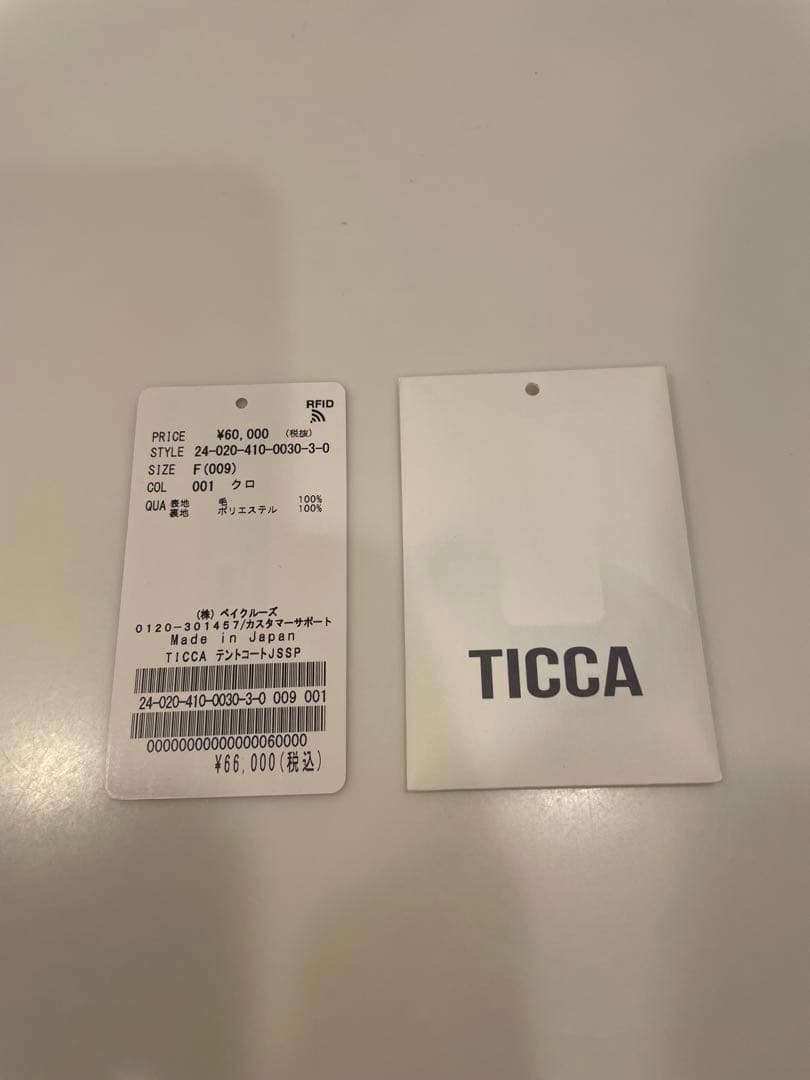 RFID
PRICE ¥60,000 (税抜)
STYLE 24-020-410-0030-3-0
SIZE F(009)
COL 001 クロ
QUA 表地 毛 100%
裏地 ポリエステル 100%
(株)ベイクルーズ
0120-301457/カスタマーサポート
Made in Japan
TICCA テントコートJSSP
24-020-410-0030-3-0 009 001
00000000000000060000
¥66,000(税込)
TICCA